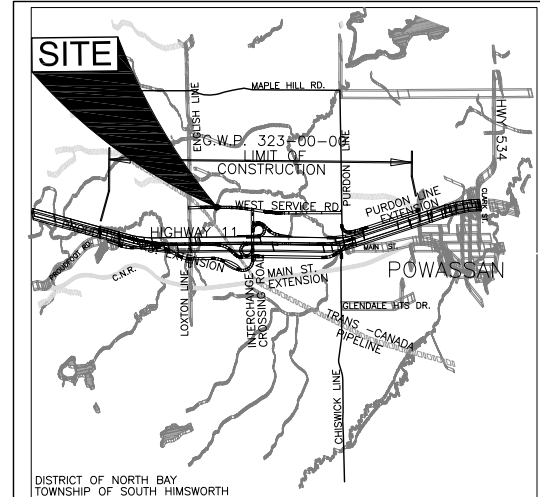 SITE
MAPLE HILL RD.
ENGLISH LINE
PURDON LINE
HWY 534
G.W.P. 323-00-00
LIMIT OF
CONSTRUCTION
WEST SERVICE RD.
PURDON LINE
EXTENSION
CLARK ST.
HIGHWAY 11
MAIN ST.
EXTENSION
C.N.R.
POWASSAN
MAIN ST.
EXTENSION
LOXTON LINE
INTERCHANGE
CROSSING ROAD
GLENDALE HTS DR.
TRANS-CANADA
PIPELINE
CHISWICK LINE
DISTRICT OF NORTH BAY
TOWNSHIP OF SOUTH HIMSWORTH